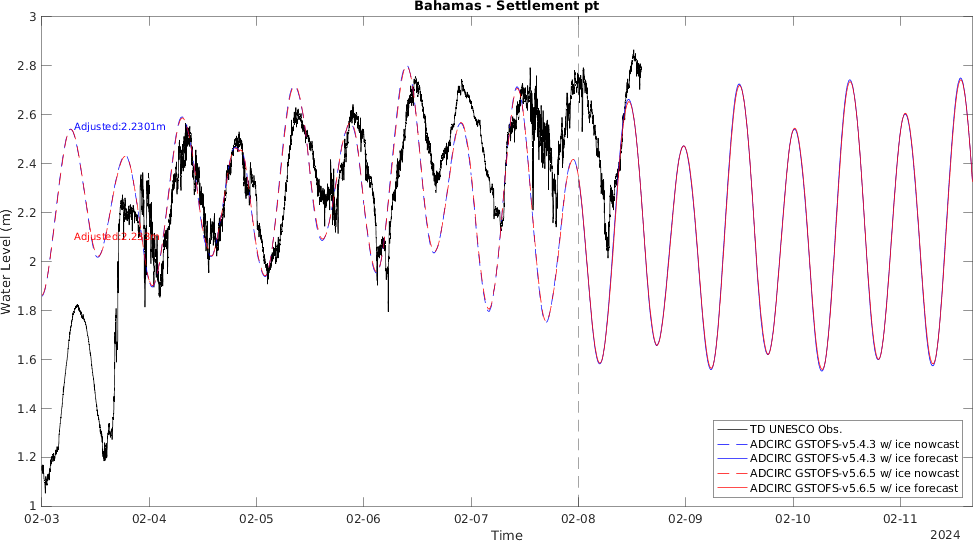 Bahamas - Settlement pt
3
2.8
2.6
2.4
2.2
2
1.8
1.6
1.4
1.2
1
Water Level (m)
Adjusted:2.2301m
02-03
02-04
02-05
02-06
02-07
02-08
02-09
02-10
02-11
Time
2024
TD UNESCO Obs.
ADCIRC GSTOFS-v5.4.3 w/ ice nowcast
ADCIRC GSTOFS-v5.4.3 w/ ice forecast
ADCIRC GSTOFS-v5.6.5 w/ ice nowcast
ADCIRC GSTOFS-v5.6.5 w/ ice forecast